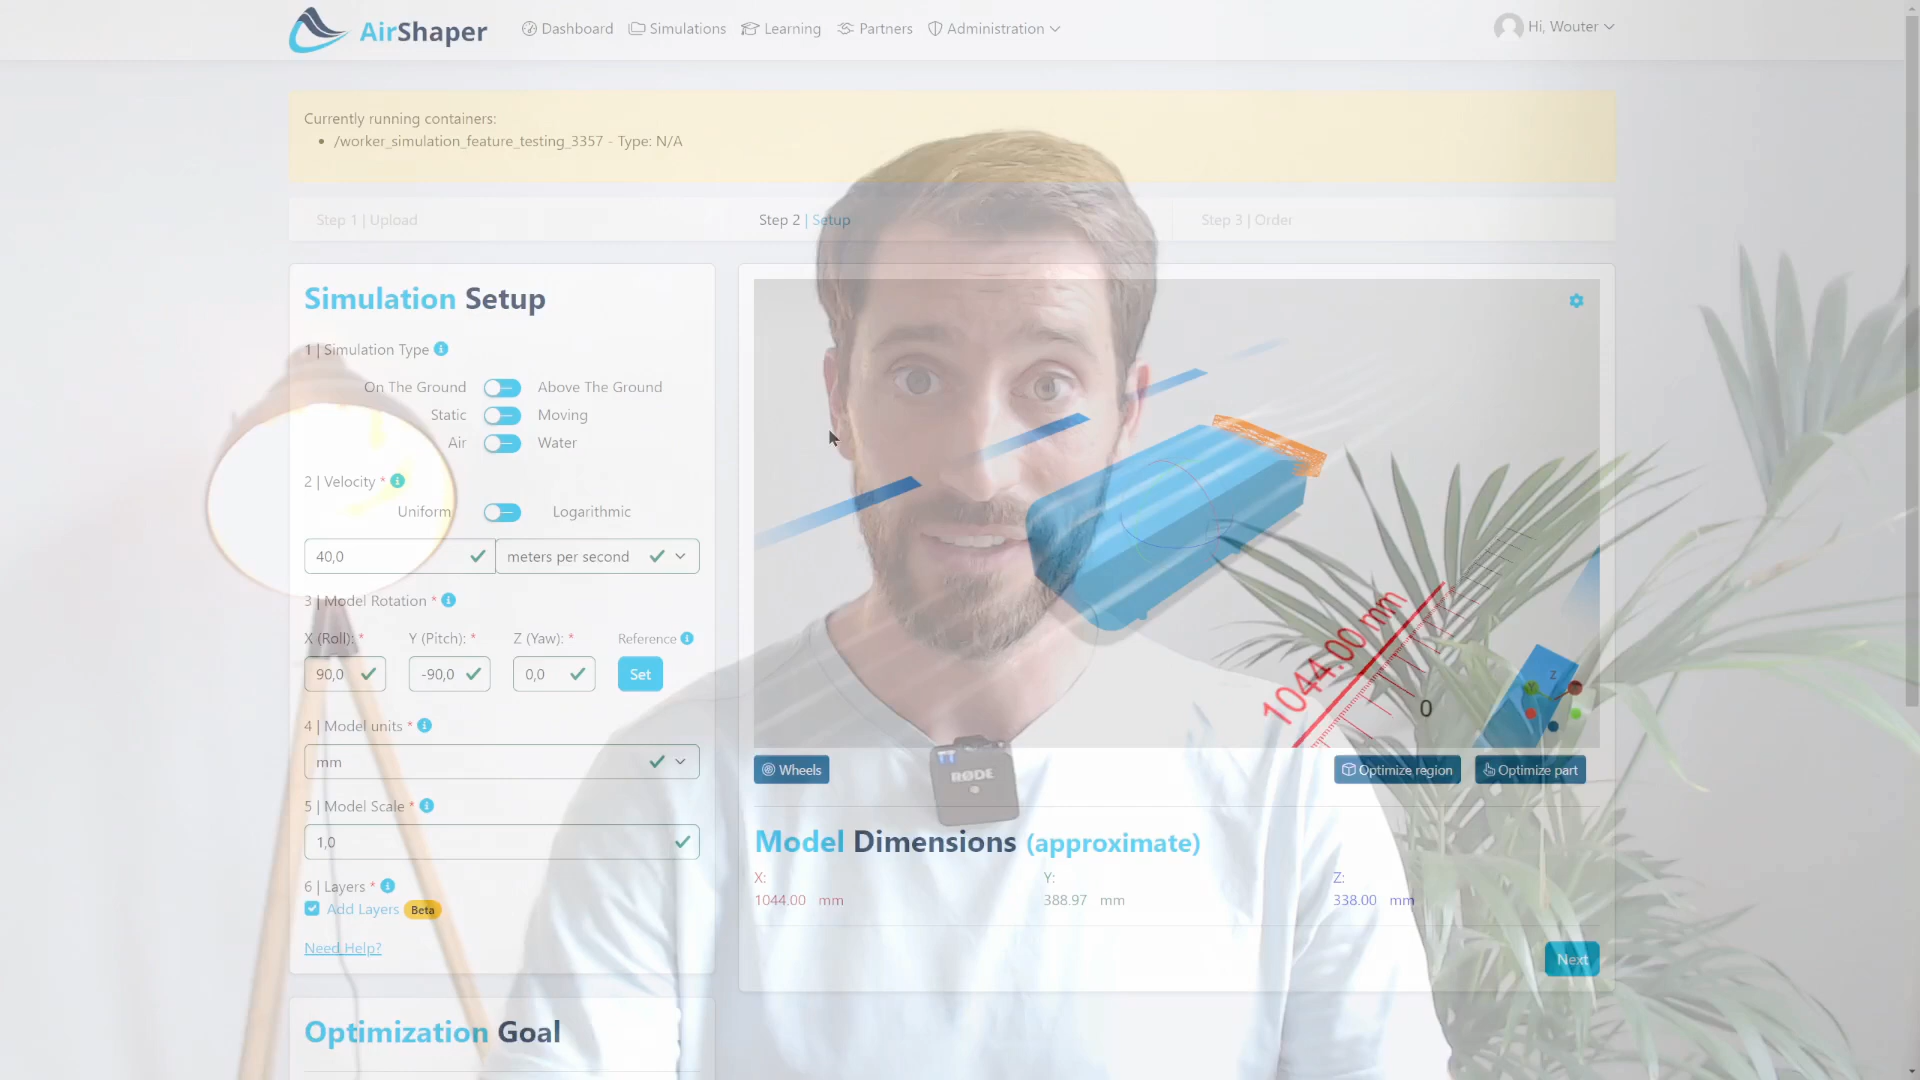 AirShaper
Dashboard
Simulations
Learning
Partners
Administration
Hi, Wouter
Currently running containers:
• /worker_simulation_feature_testing_3357 - Type: N/A
Step 1 | Upload
Step 2 | Setup
Step 3 | Order
Simulation Setup
1 | Simulation Type
On The Ground
Above The Ground
Static
Moving
Air
Water
2 | Velocity *
Uniform
Logarithmic
40,0
meters per second
3 | Model Rotation *
X (Roll): *
Y (Pitch): *
Z (Yaw): *
Reference
90,0
-90,0
0,0
Set
4 | Model units *
mm
5 | Model Scale *
1,0
6 | Layers *
Add Layers Beta
Need Help?
Optimization Goal
1044.00 mm
0
Z
Wheels
Optimize region
Optimize part
RØDE
Model Dimensions (approximate)
X:
1044.00 mm
Y:
388.97 mm
Z:
338.00 mm
Next